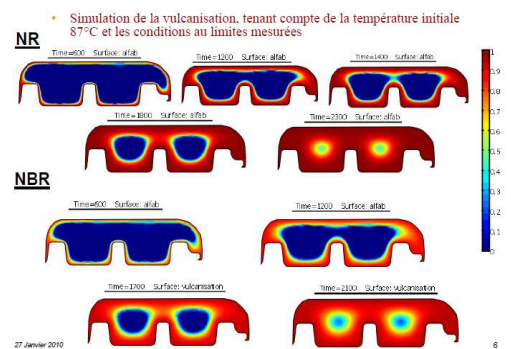 • Simulation de la vulcanisation, tenant compte de la température initiale
87°C et les conditions au limites mesurées
NR
Time=600 Surface: alfab
Time=1200 Surface: alfab
Time=1400 Surface: alfab
Time=1800 Surface: alfab
Time=2300 Surface: alfab
1
0.9
0.8
0.7
0.6
0.5
0.4
0.3
0.2
0.1
0
NBR
Time=600 Surface: alfab
Time=1200 Surface: alfab
Time=1700 Surface: vulcanisation
Time=2100 Surface: vulcanisation
27 Janvier 2010
6